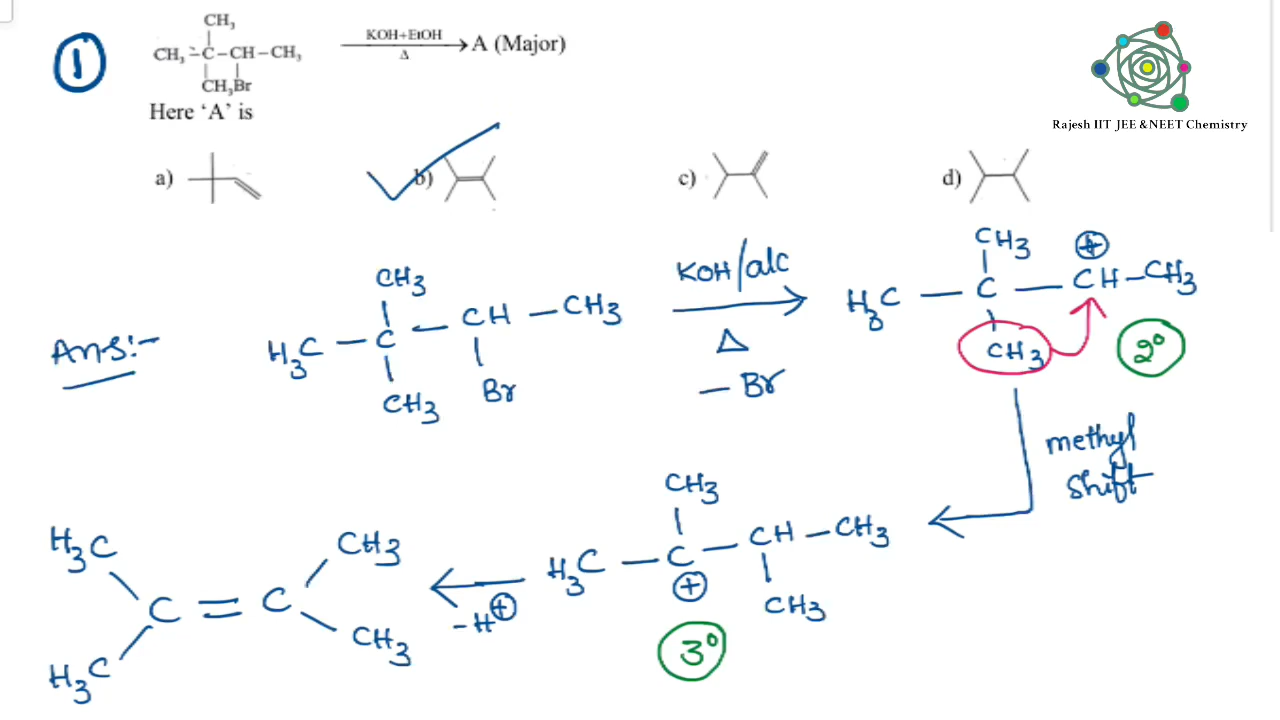 1
CH₃
CH₃-C-CH-CH₃
CH₃Br
KOH+EtOH
Δ
A (Major)
Here 'A' is
a)
b)
c)
d)
Rajesh IIT JEE &NEET Chemistry
Ans:-
CH3
H3C - C - CH - CH3
CH3 Br
KOH/alc
Δ
- Br
CH3 +
H3C - C - CH - CH3
CH3
2°
methyl
shift
CH3
H3C - C - CH - CH3
+ CH3
3°
-H+
H3C CH3
C = C
H3C CH3